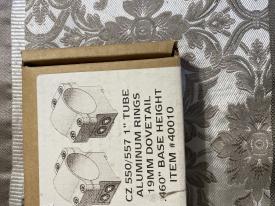 CZ 550/557 1" TUBE
ALUMINUM RINGS
19MM DOVETAIL
.460" BASE HEIGHT
ITEM #40010